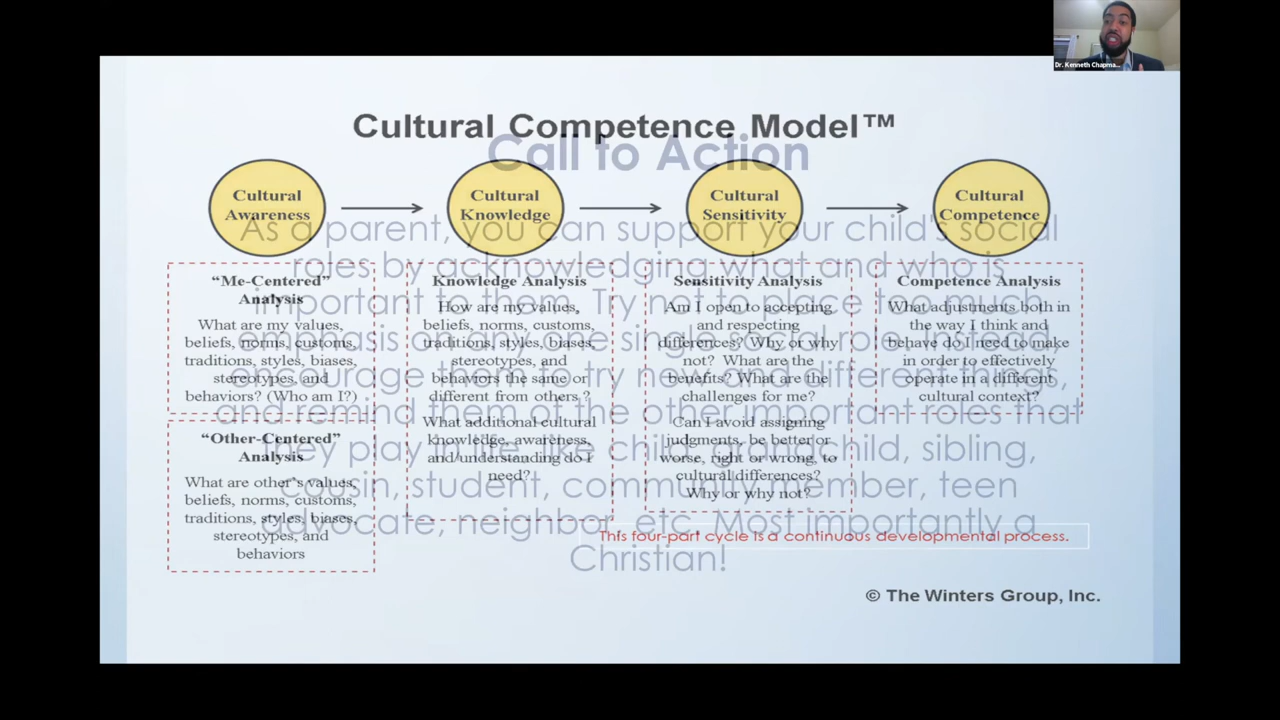 Dr. Kenneth Chapma...
Cultural Competence Model™
Cultural
Awareness
Cultural
Knowledge
Cultural
Sensitivity
Cultural
Competence
“Me-Centered”
Analysis
What are my values,
beliefs, norms, customs,
traditions, styles, biases,
stereotypes, and
behaviors? (Who am I?)
“Other-Centered”
Analysis
What are other’s values,
beliefs, norms, customs,
traditions, styles, biases,
stereotypes, and
behaviors
Knowledge Analysis
How are my values,
beliefs, norms, customs,
traditions, styles, biases,
stereotypes, and
behaviors the same or
different from others ?
What additional cultural
knowledge, awareness,
and/understanding do I
need?
Sensitivity Analysis
Am I open to accepting
and respecting
differences? Why or why
not? What are the
benefits? What are the
challenges for me?
Can I avoid assigning
judgments, be better or
worse, right or wrong, to
cultural differences?
Why or why not?
Competence Analysis
What adjustments both in
the way I think and
behave do I need to make
in order to effectively
operate in a different
cultural context?
This four-part cycle is a continuous developmental process.
© The Winters Group, Inc.
Call to Action
As a parent, you can support your child's social
roles by acknowledging what and who is
important to them. Try not to place too much
emphasis on any one single social role. Instead,
encourage them to try new and different things,
and remind them of the other important roles that
they play in life like child, grandchild, sibling,
cousin, student, community member, teen
advocate, neighbor, etc. Most importantly a
Christian!